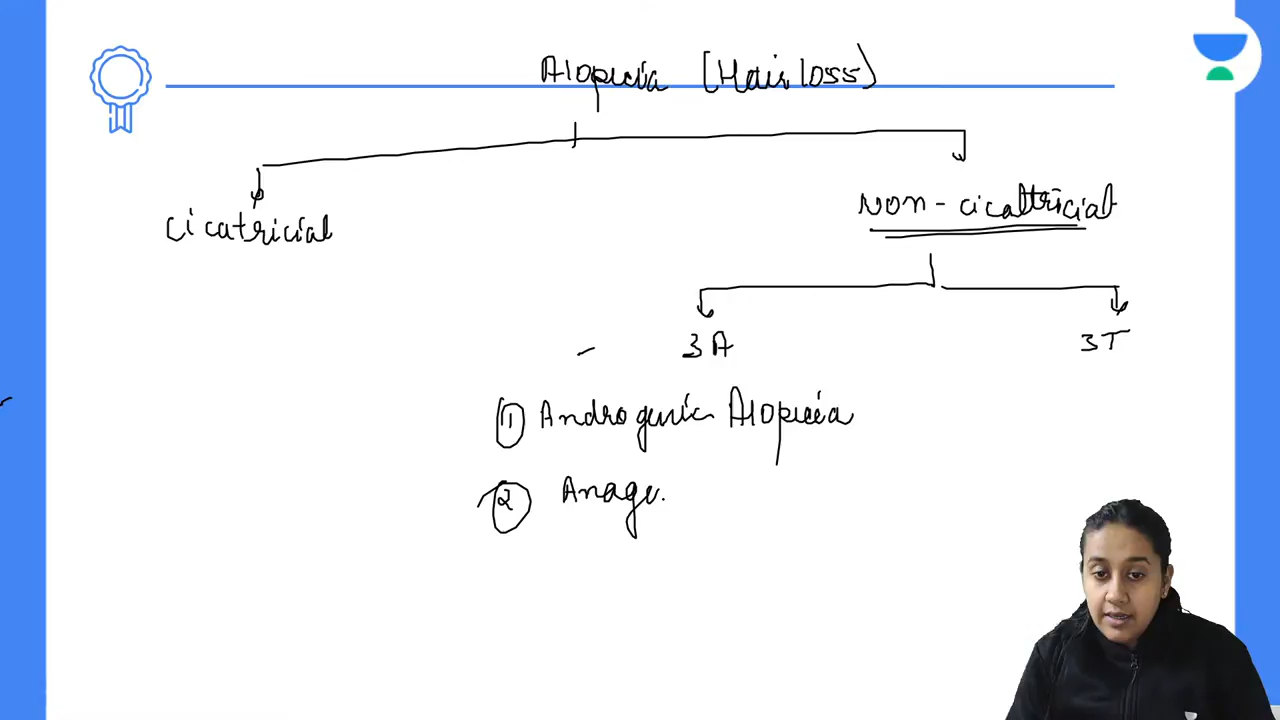 Alopecia (Hair loss)
Cicatricial
Non-cicatricial
3A
3T
① Androgenic Alopecia
② Anage